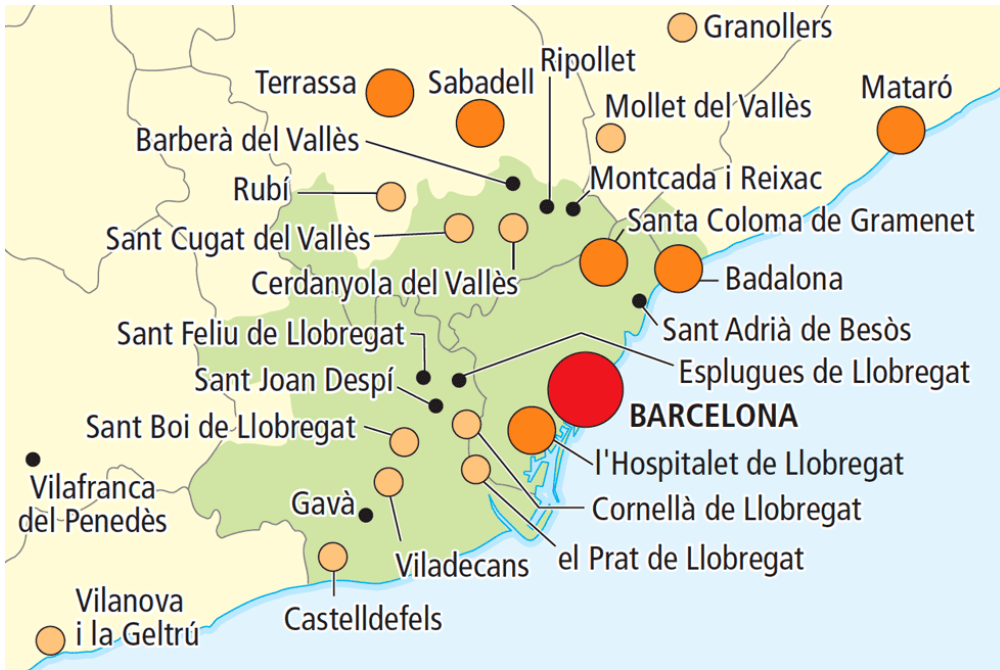 Granollers
Ripollet
Terrassa
Sabadell
Mataró
Mollet del Vallès
Barberà del Vallès
Rubí
Montcada i Reixac
Santa Coloma de Gramenet
Sant Cugat del Vallès
Cerdanyola del Vallès
Badalona
Sant Feliu de Llobregat
Sant Adrià de Besòs
Sant Joan Despí
Esplugues de Llobregat
BARCELONA
Sant Boi de Llobregat
l'Hospitalet de Llobregat
Vilafranca
del Penedès
Gavà
Cornellà de Llobregat
Viladecans
el Prat de Llobregat
Vilanova
i la Geltrú
Castelldefels